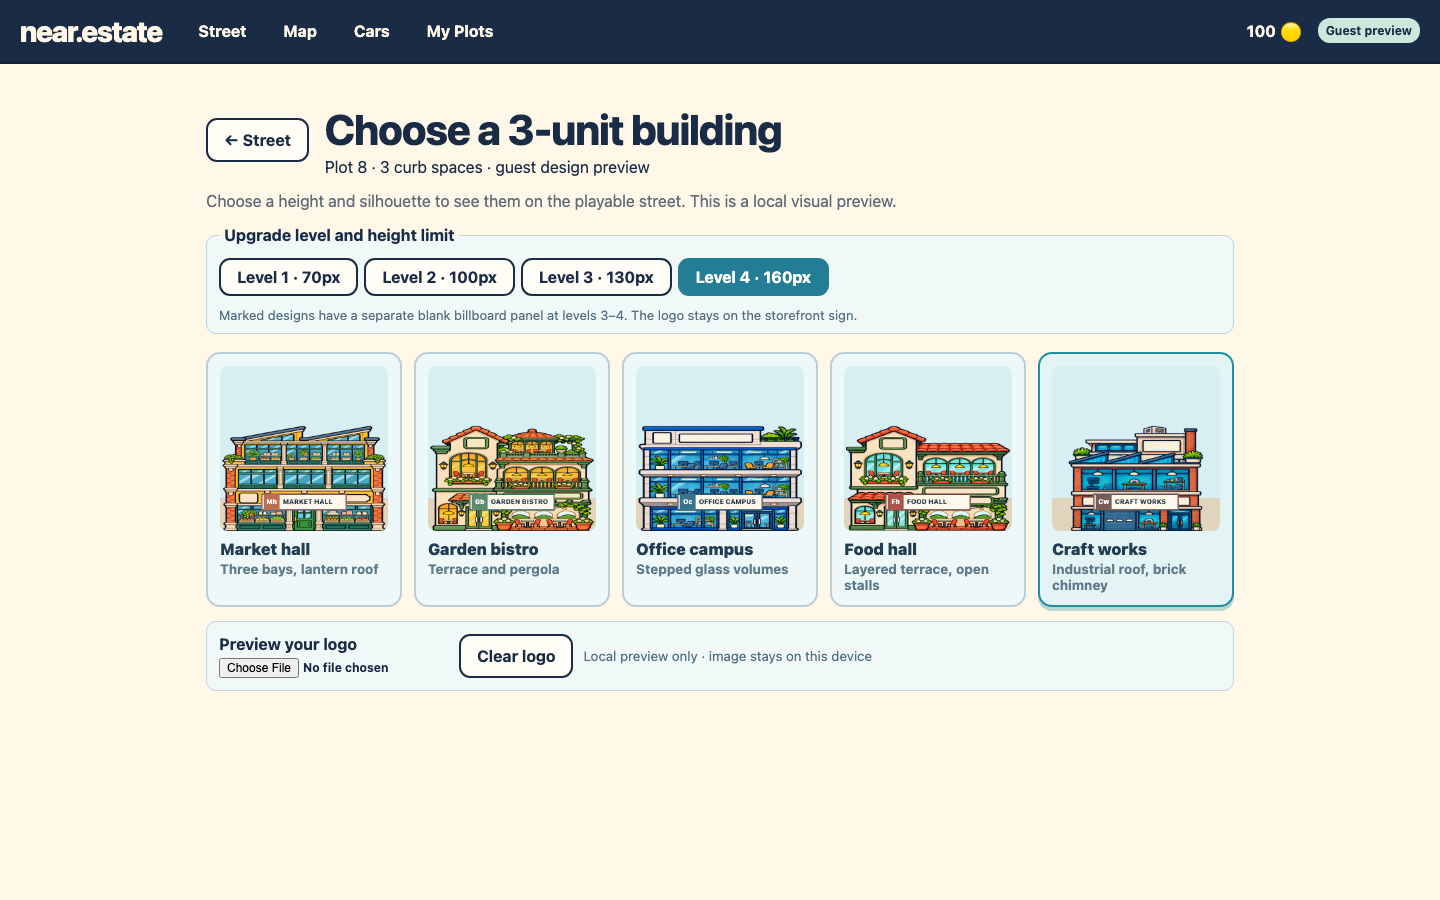 near.estate
Street
Map
Cars
My Plots
100
Guest preview
← Street
Choose a 3-unit building
Plot 8 · 3 curb spaces · guest design preview
Choose a height and silhouette to see them on the playable street. This is a local visual preview.
Upgrade level and height limit
Level 1 · 70px
Level 2 · 100px
Level 3 · 130px
Level 4 · 160px
Marked designs have a separate blank billboard panel at levels 3–4. The logo stays on the storefront sign.
Mh MARKET HALL
Market hall
Three bays, lantern roof
Gb GARDEN BISTRO
Garden bistro
Terrace and pergola
Oc OFFICE CAMPUS
Office campus
Stepped glass volumes
Fh FOOD HALL
Food hall
Layered terrace, open
stalls
Cw CRAFT WORKS
Craft works
Industrial roof, brick
chimney
Preview your logo
Choose File No file chosen
Clear logo
Local preview only · image stays on this device